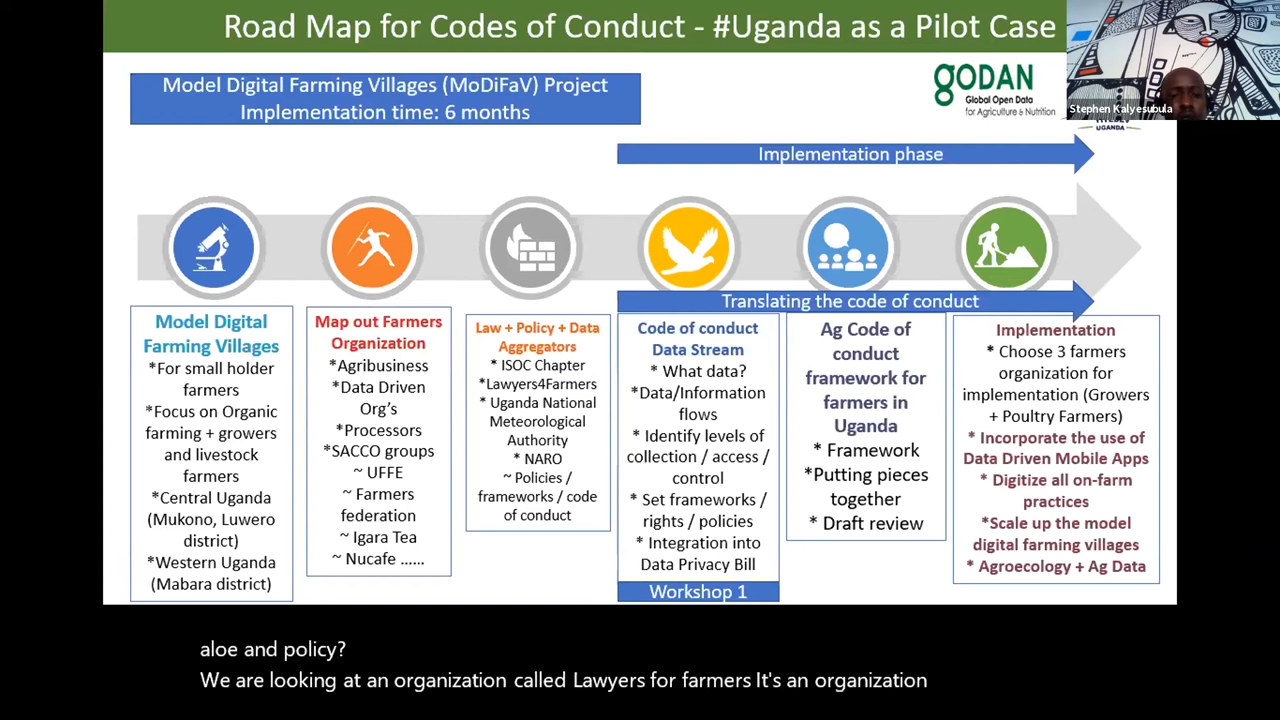 Road Map for Codes of Conduct - #Uganda as a Pilot Case
Model Digital Farming Villages (MoDiFaV) Project
Implementation time: 6 months
GODAN
Global Open Data
for Agriculture & Nutrition
Stephen Kalyesubula
UGANDA
Implementation phase
Translating the code of conduct
Model Digital
Farming Villages
*For small holder
farmers
*Focus on Organic
farming + growers
and livestock
farmers
*Central Uganda
(Mukono, Luwero
district)
*Western Uganda
(Mabara district)
Map out Farmers
Organization
*Agribusiness
*Data Driven
Org's
*Processors
*SACCO groups
~ UFFE
~ Farmers
federation
~ Igara Tea
~ Nucafe ......
Law + Policy + Data
Aggregators
* ISOC Chapter
*Lawyers4Farmers
* Uganda National
Meteorological
Authority
* NARO
~ Policies /
frameworks / code
of conduct
Code of conduct
Data Stream
* What data?
*Data/Information
flows
* Identify levels of
collection / access /
control
* Set frameworks /
rights / policies
* Integration into
Data Privacy Bill
Workshop 1
Ag Code of
conduct
framework for
farmers in
Uganda
* Framework
*Putting pieces
together
* Draft review
Implementation
* Choose 3 farmers
organization for
implementation (Growers
+ Poultry Farmers)
* Incorporate the use of
Data Driven Mobile Apps
* Digitize all on-farm
practices
*Scale up the model
digital farming villages
* Agroecology + Ag Data
aloe and policy?
We are looking at an organization called Lawyers for farmers It's an organization